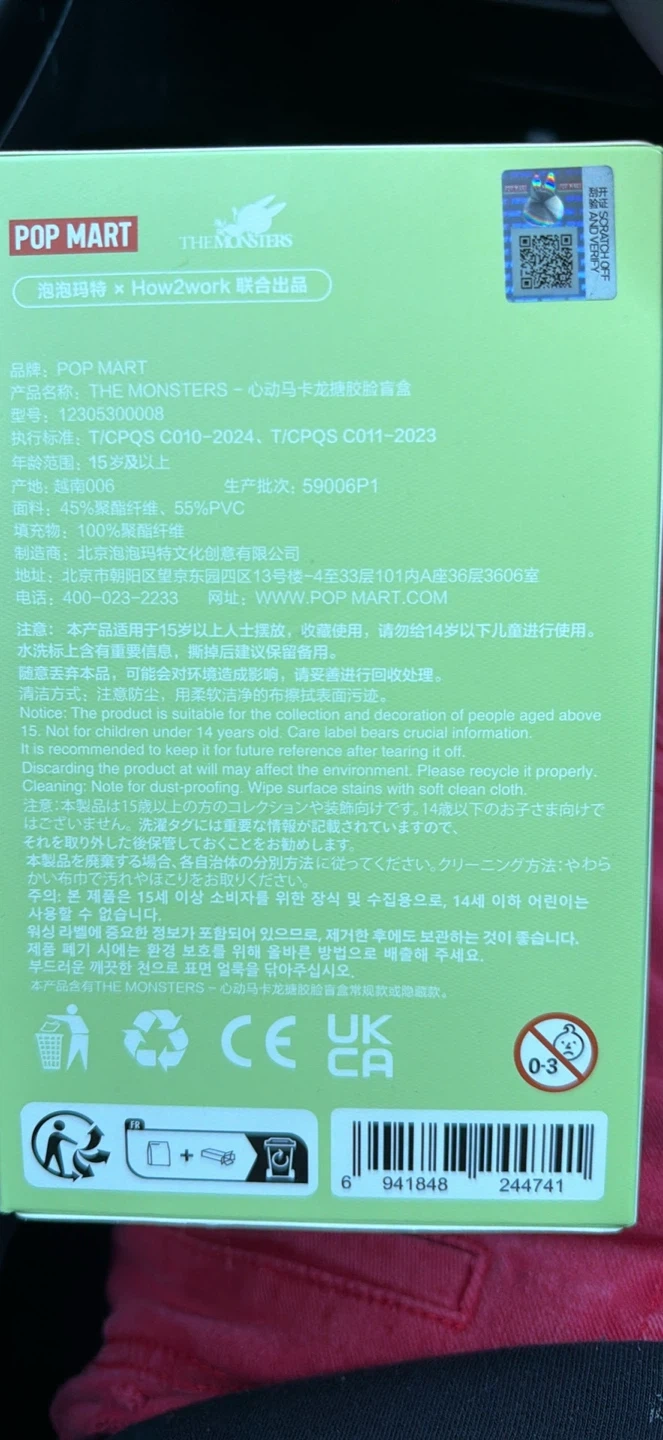 POP MART
THE MONSTERS
刮涂层 查真伪
SCRATCH OFF AND VERIFY
泡泡玛特 × How2work 联合出品
品牌：POP MART
产品名称：THE MONSTERS - 心动马卡龙搪胶脸盲盒
型号：12305300008
执行标准：T/CPQS C010-2024、T/CPQS C011-2023
年龄范围：15岁及以上
产地：越南006 生产批次：59006P1
面料：45%聚酯纤维、55%PVC
填充物：100%聚酯纤维
制造商：北京泡泡玛特文化创意有限公司
地址：北京市朝阳区望京东园四区13号楼-4至33层101内A座36层3606室
电话：400-023-2233 网址：WWW.POP MART.COM
注意： 本产品适用于15岁以上人士摆放，收藏使用，请勿给14岁以下儿童进行使用。
水洗标上含有重要信息，撕掉后建议保留备用。
随意丢弃本品，可能会对环境造成影响，请妥善进行回收处理。
清洁方式：注意防尘，用柔软洁净的布擦拭表面污迹。
Notice: The product is suitable for the collection and decoration of people aged above
15. Not for children under 14 years old. Care label bears crucial information.
It is recommended to keep it for future reference after tearing it off.
Discarding the product at will may affect the environment. Please recycle it properly.
Cleaning: Note for dust-proofing. Wipe surface stains with soft clean cloth.
注意：本製品は15歳以上の方のコレクションや装飾向けです。14歳以下のお子さま向けで
はございません。洗濯タグには重要な情報が記載されていますので、
それを取り外した後保管しておくことをお勧めします。
本製品を廃棄する場合、各自治体の分別方法に従ってください。クリーニング方法：やわら
かい布巾で汚れやほこりをお取りください。
주의: 본 제품은 15세 이상 소비자를 위한 장식 및 수집용으로, 14세 이하 어린이는
사용할 수 없습니다.
워싱 라벨에 중요한 정보가 포함되어 있으므로, 제거한 후에도 보관하는 것이 좋습니다.
제품 폐기 시에는 환경 보호를 위해 올바른 방법으로 배출해 주세요.
부드러운 깨끗한 천으로 표면 얼룩을 닦아주십시오.
本产品含有THE MONSTERS - 心动马卡龙搪胶脸盲盒常规款或隐藏款。
CE
UK
CA
0-3
FR
+
6 941848 244741